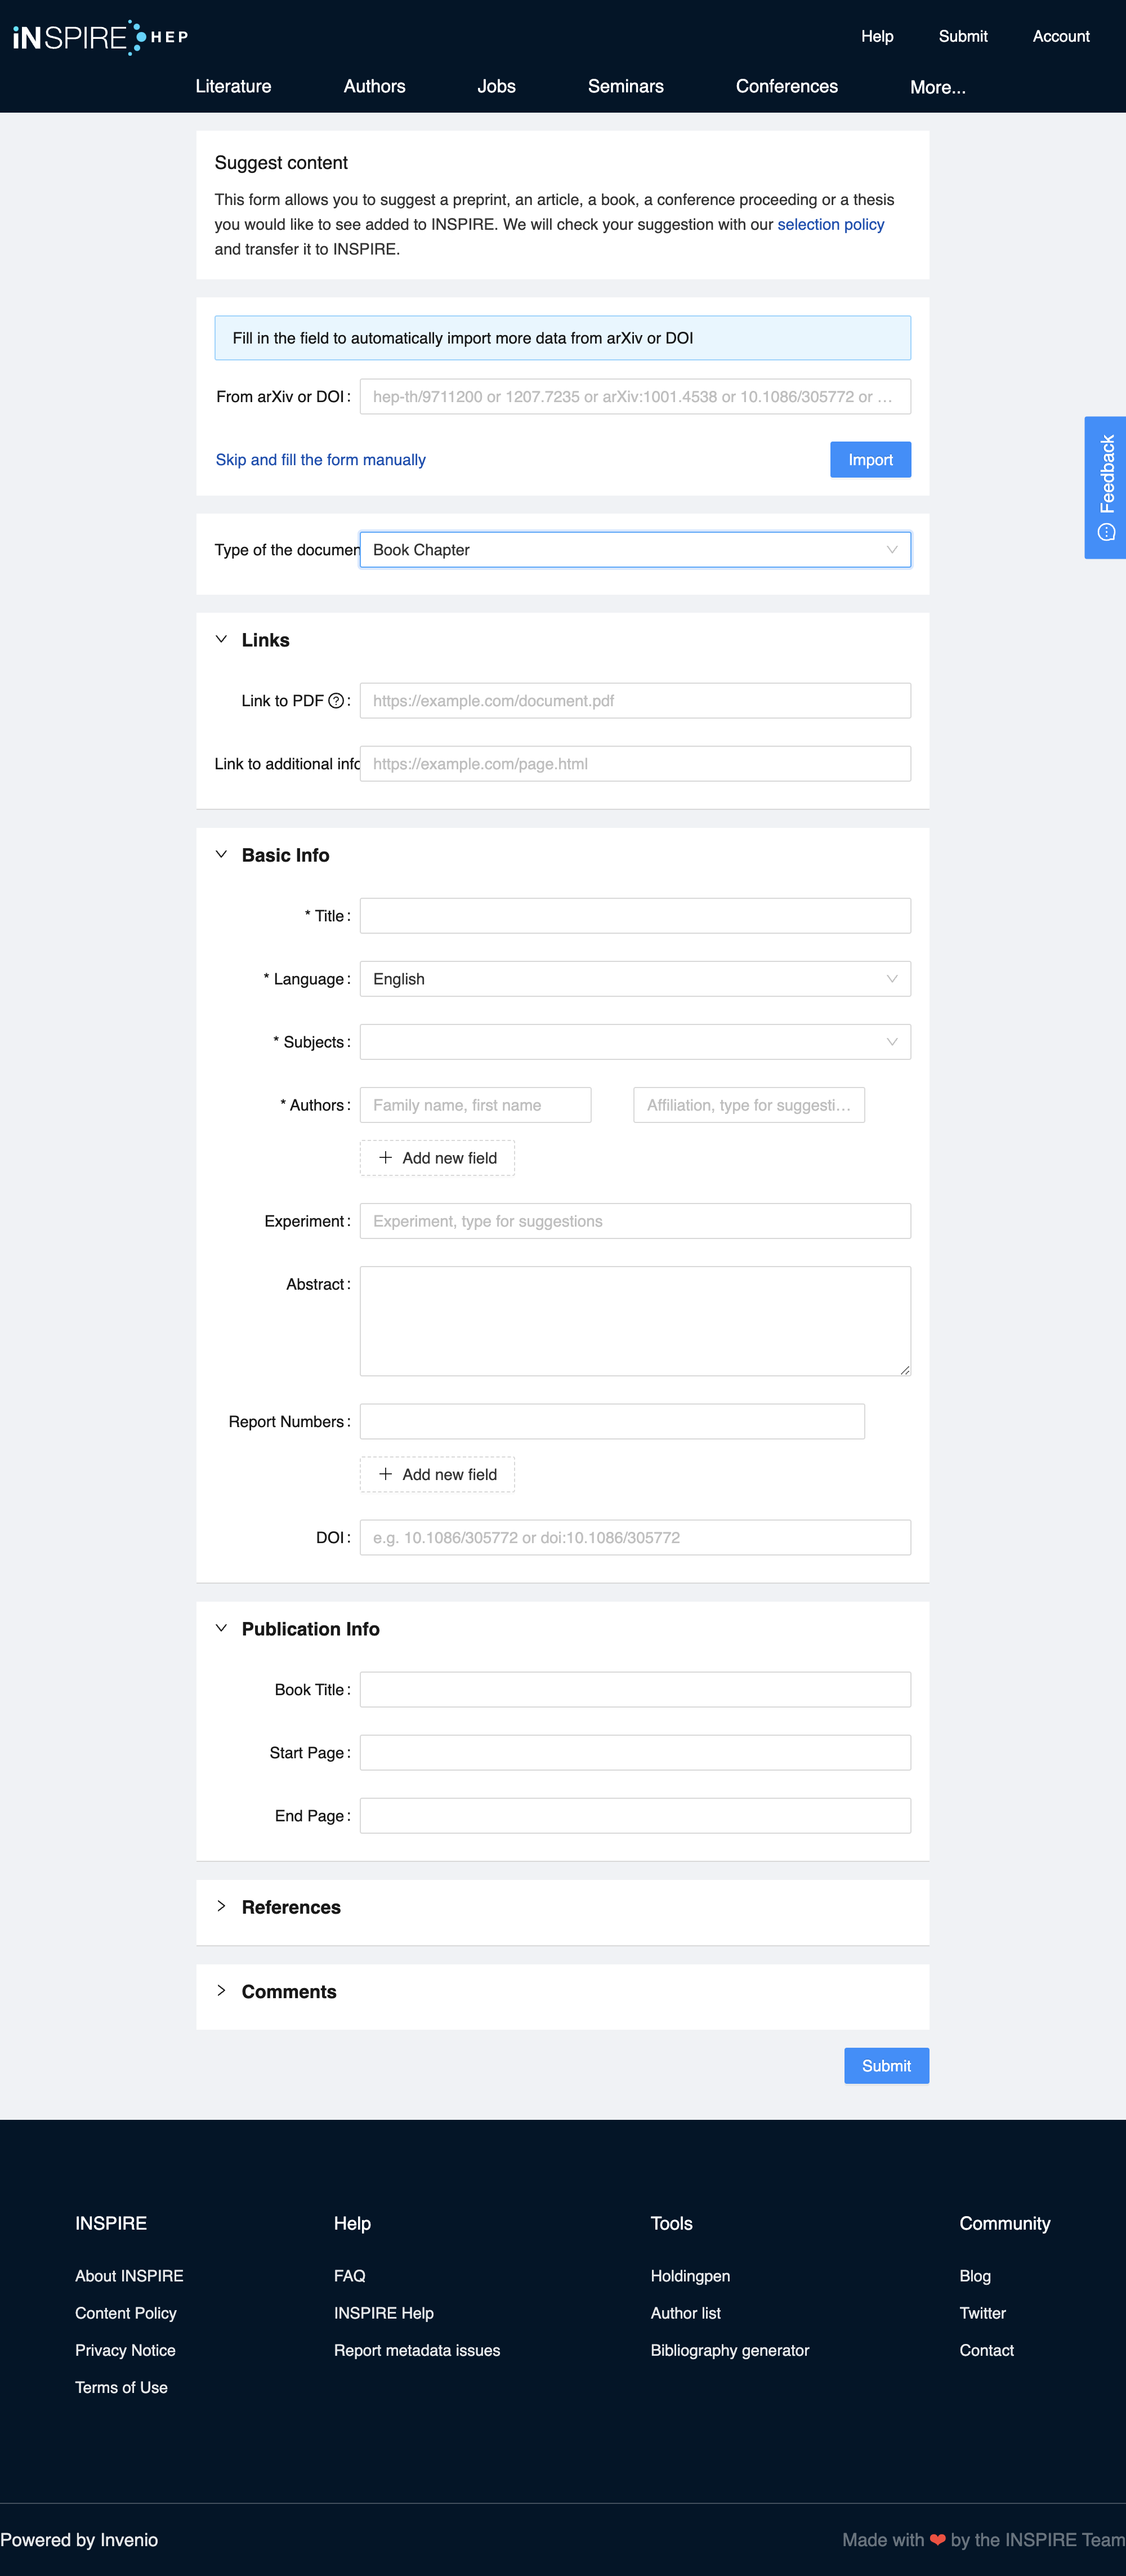 iNSPIRE HEP
Help Submit Account
Literature Authors Jobs Seminars Conferences More...
Suggest content
This form allows you to suggest a preprint, an article, a book, a conference proceeding or a thesis
you would like to see added to INSPIRE. We will check your suggestion with our selection policy
and transfer it to INSPIRE.
Fill in the field to automatically import more data from arXiv or DOI
From arXiv or DOI : hep-th/9711200 or 1207.7235 or arXiv:1001.4538 or 10.1086/305772 or ...
Skip and fill the form manually Import
Feedback
Type of the documen Book Chapter
Links
Link to PDF ? : https://example.com/document.pdf
Link to additional info https://example.com/page.html
Basic Info
* Title :
* Language : English
* Subjects :
* Authors : Family name, first name Affiliation, type for suggesti...
+ Add new field
Experiment : Experiment, type for suggestions
Abstract :
Report Numbers :
+ Add new field
DOI : e.g. 10.1086/305772 or doi:10.1086/305772
Publication Info
Book Title :
Start Page :
End Page :
References
Comments
Submit
INSPIRE
About INSPIRE
Content Policy
Privacy Notice
Terms of Use
Help
FAQ
INSPIRE Help
Report metadata issues
Tools
Holdingpen
Author list
Bibliography generator
Community
Blog
Twitter
Contact
Powered by Invenio
Made with ❤ by the INSPIRE Team